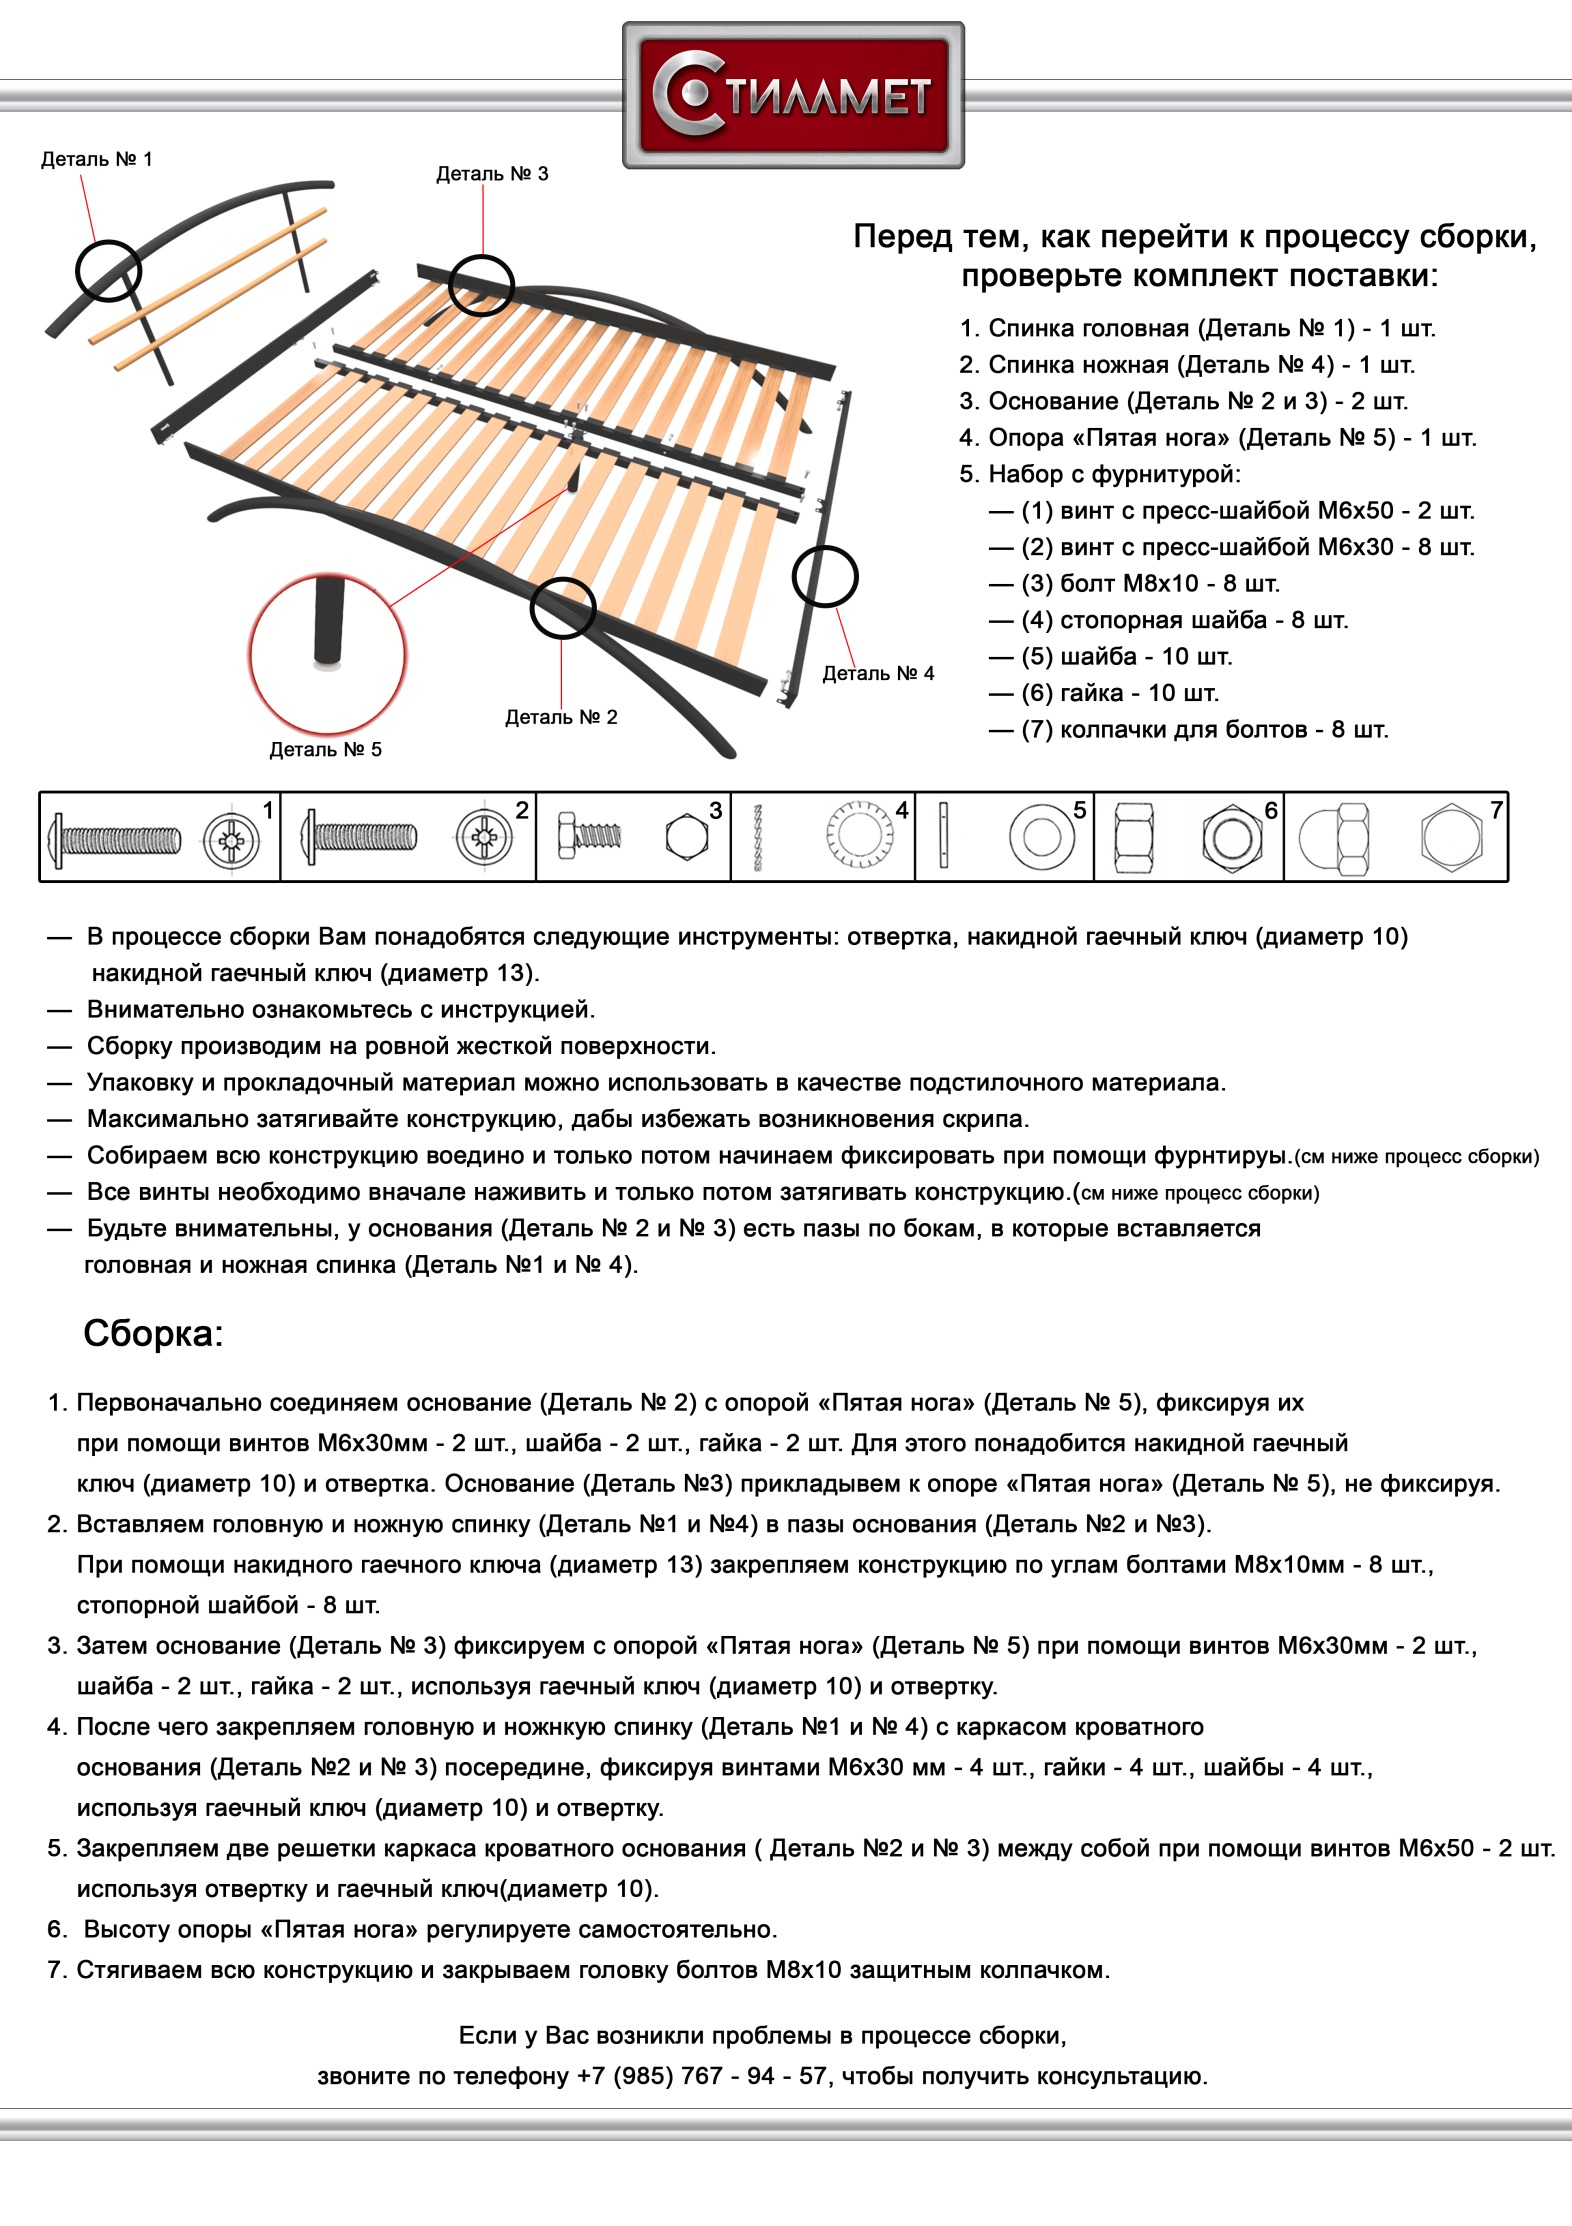 СТИЛЛМЕТ
Деталь № 1
Деталь № 3
Перед тем, как перейти к процессу сборки,
проверьте комплект поставки:
1. Спинка головная (Деталь № 1) - 1 шт.
2. Спинка ножная (Деталь № 4) - 1 шт.
3. Основание (Деталь № 2 и 3) - 2 шт.
4. Опора «Пятая нога» (Деталь № 5) - 1 шт.
5. Набор с фурнитурой:
— (1) винт с пресс-шайбой М6х50 - 2 шт.
— (2) винт с пресс-шайбой М6х30 - 8 шт.
— (3) болт М8х10 - 8 шт.
— (4) стопорная шайба - 8 шт.
— (5) шайба - 10 шт.
— (6) гайка - 10 шт.
— (7) колпачки для болтов - 8 шт.
Деталь № 4
Деталь № 2
Деталь № 5
1 2 3 4 5 6 7
— В процессе сборки Вам понадобятся следующие инструменты: отвертка, накидной гаечный ключ (диаметр 10)
накидной гаечный ключ (диаметр 13).
— Внимательно ознакомьтесь с инструкцией.
— Сборку производим на ровной жесткой поверхности.
— Упаковку и прокладочный материал можно использовать в качестве подстилочного материала.
— Максимально затягивайте конструкцию, дабы избежать возникновения скрипа.
— Собираем всю конструкцию воедино и только потом начинаем фиксировать при помощи фурнтируы.(см ниже процесс сборки)
— Все винты необходимо вначале наживить и только потом затягивать конструкцию.(см ниже процесс сборки)
— Будьте внимательны, у основания (Деталь № 2 и № 3) есть пазы по бокам, в которые вставляется
головная и ножная спинка (Деталь №1 и № 4).
Сборка:
1. Первоначально соединяем основание (Деталь № 2) с опорой «Пятая нога» (Деталь № 5), фиксируя их
при помощи винтов М6х30мм - 2 шт., шайба - 2 шт., гайка - 2 шт. Для этого понадобится накидной гаечный
ключ (диаметр 10) и отвертка. Основание (Деталь №3) прикладывем к опоре «Пятая нога» (Деталь № 5), не фиксируя.
2. Вставляем головную и ножную спинку (Деталь №1 и №4) в пазы основания (Деталь №2 и №3).
При помощи накидного гаечного ключа (диаметр 13) закрепляем конструкцию по углам болтами М8х10мм - 8 шт.,
стопорной шайбой - 8 шт.
3. Затем основание (Деталь № 3) фиксируем с опорой «Пятая нога» (Деталь № 5) при помощи винтов М6х30мм - 2 шт.,
шайба - 2 шт., гайка - 2 шт., используя гаечный ключ (диаметр 10) и отвертку.
4. После чего закрепляем головную и ножнкую спинку (Деталь №1 и № 4) с каркасом кроватного
основания (Деталь №2 и № 3) посередине, фиксируя винтами М6х30 мм - 4 шт., гайки - 4 шт., шайбы - 4 шт.,
используя гаечный ключ (диаметр 10) и отвертку.
5. Закрепляем две решетки каркаса кроватного основания ( Деталь №2 и № 3) между собой при помощи винтов М6х50 - 2 шт.
используя отвертку и гаечный ключ(диаметр 10).
6. Высоту опоры «Пятая нога» регулируете самостоятельно.
7. Стягиваем всю конструкцию и закрываем головку болтов М8х10 защитным колпачком.
Если у Вас возникли проблемы в процессе сборки,
звоните по телефону +7 (985) 767 - 94 - 57, чтобы получить консультацию.